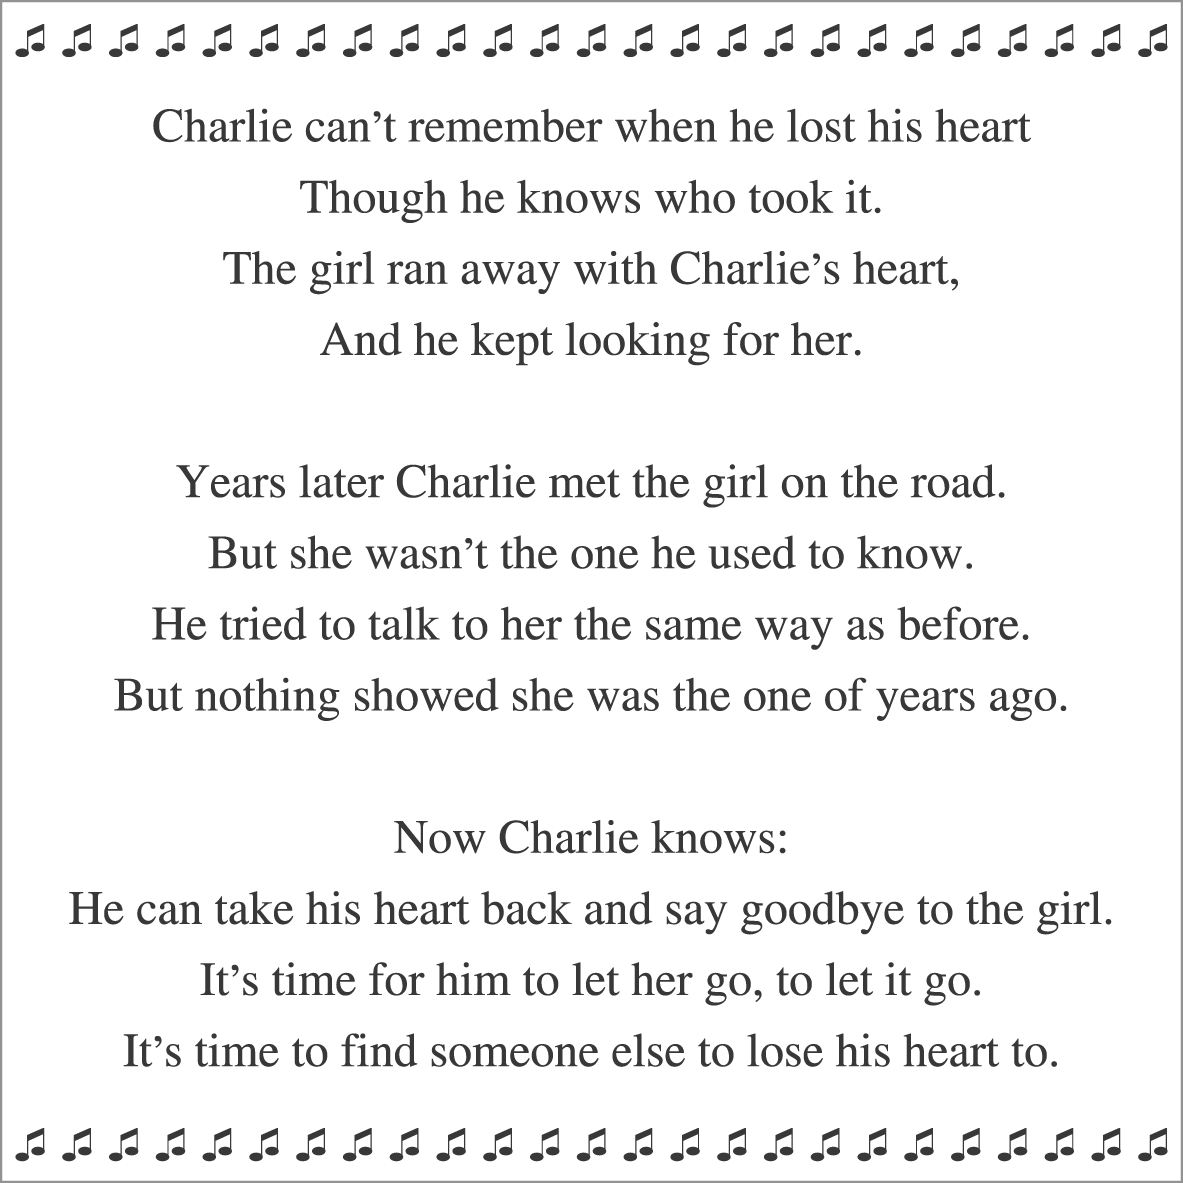 Charlie can’t remember when he lost his heart
Though he knows who took it.
The girl ran away with Charlie’s heart,
And he kept looking for her.
Years later Charlie met the girl on the road.
But she wasn’t the one he used to know.
He tried to talk to her the same way as before.
But nothing showed she was the one of years ago.
Now Charlie knows:
He can take his heart back and say goodbye to the girl.
It’s time for him to let her go, to let it go.
It’s time to find someone else to lose his heart to.